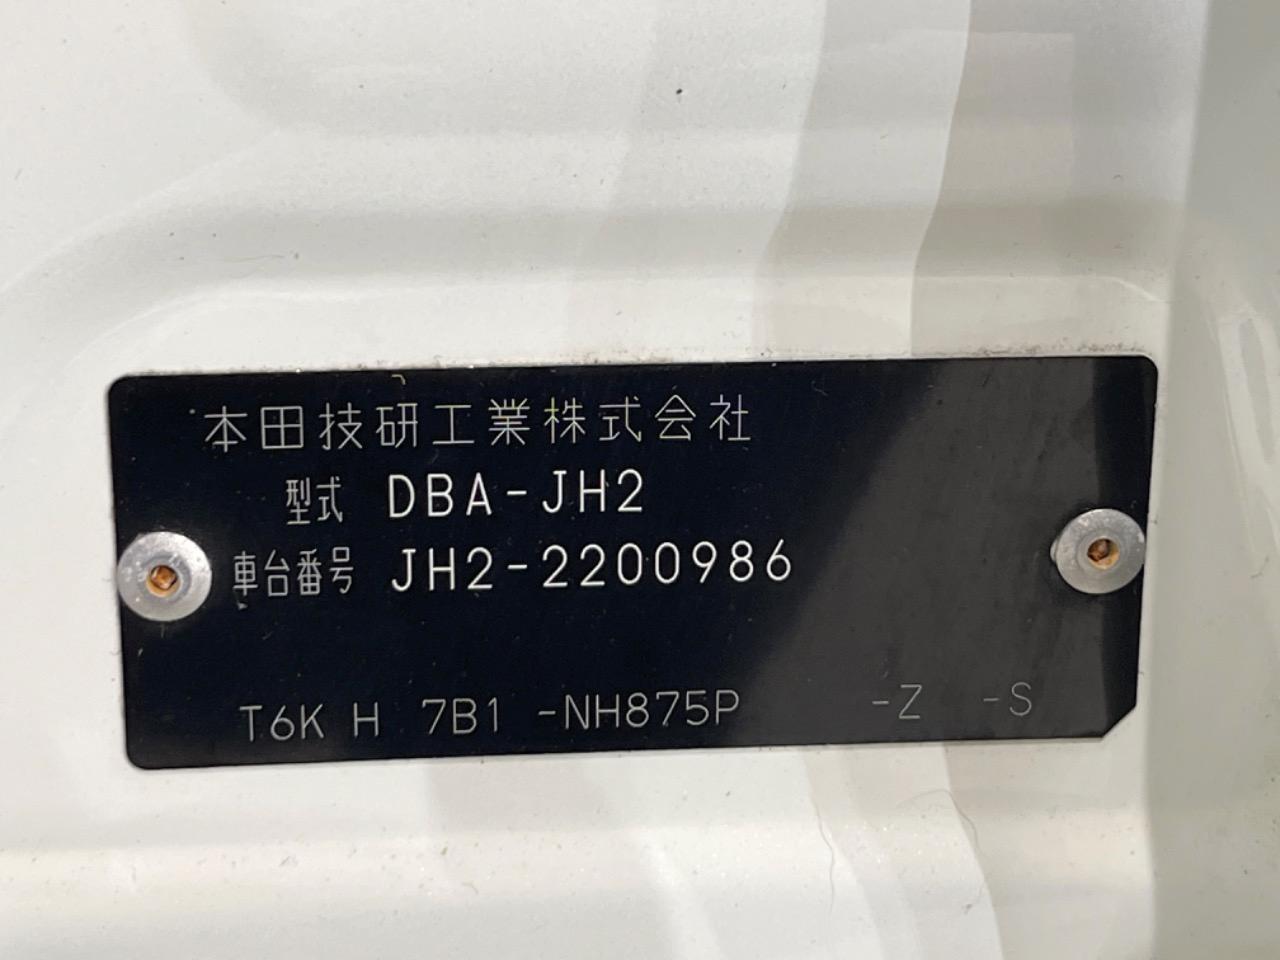 本田技研工業株式会社
型式 DBA-JH2
車台番号 JH2-2200986
T6K H 7B1 -NH875P -Z -S